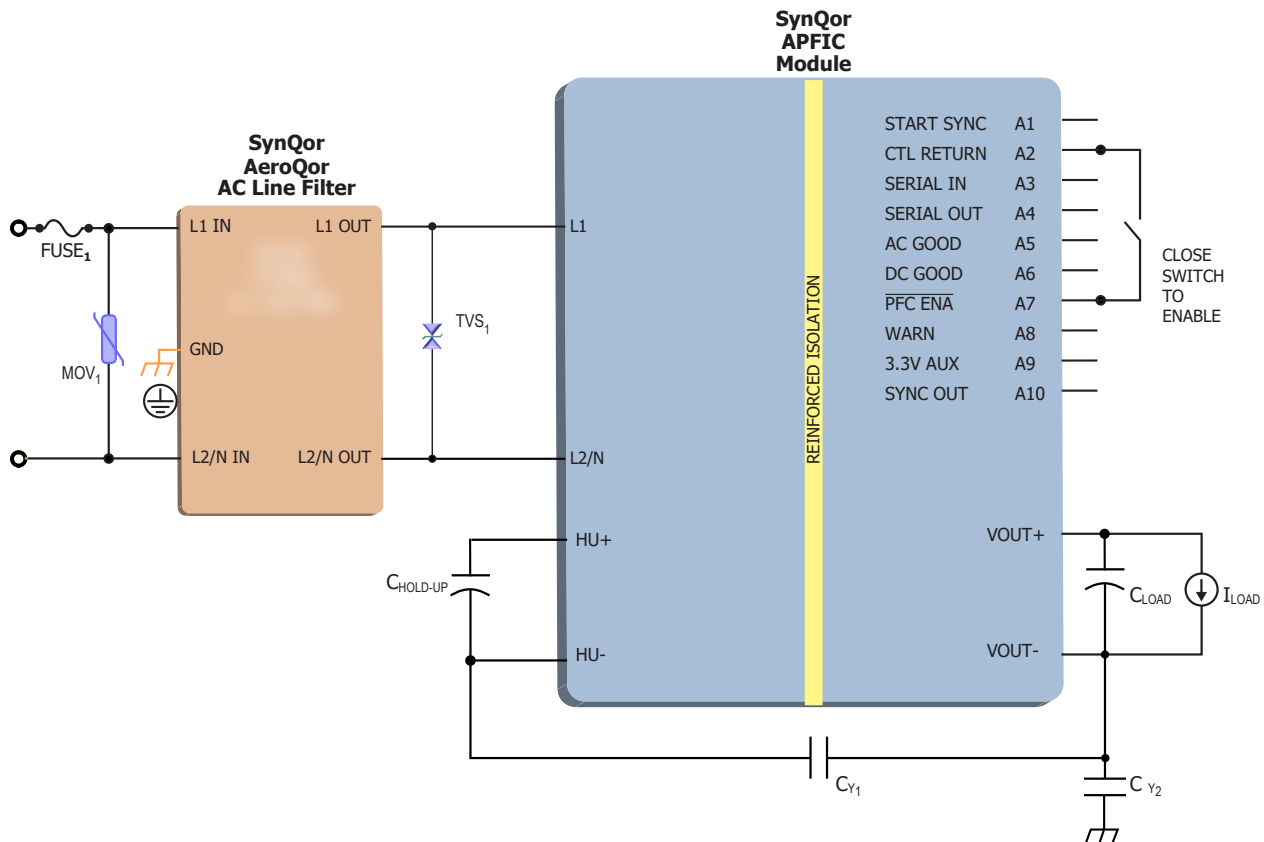 SynQor
APFIC
Module
SynQor
AeroQor
AC Line Filter
FUSE1
MOV1
L1 IN
L1 OUT
GND
L2/N IN
L2/N OUT
TVS1
L1
L2/N
HU+
HU-
CHOLD-UP
REINFORCED ISOLATION
START SYNC A1
CTL RETURN A2
SERIAL IN A3
SERIAL OUT A4
AC GOOD A5
DC GOOD A6
PFC ENA A7
WARN A8
3.3V AUX A9
SYNC OUT A10
CLOSE
SWITCH
TO
ENABLE
VOUT+
VOUT-
CLOAD
ILOAD
CY1
C Y2